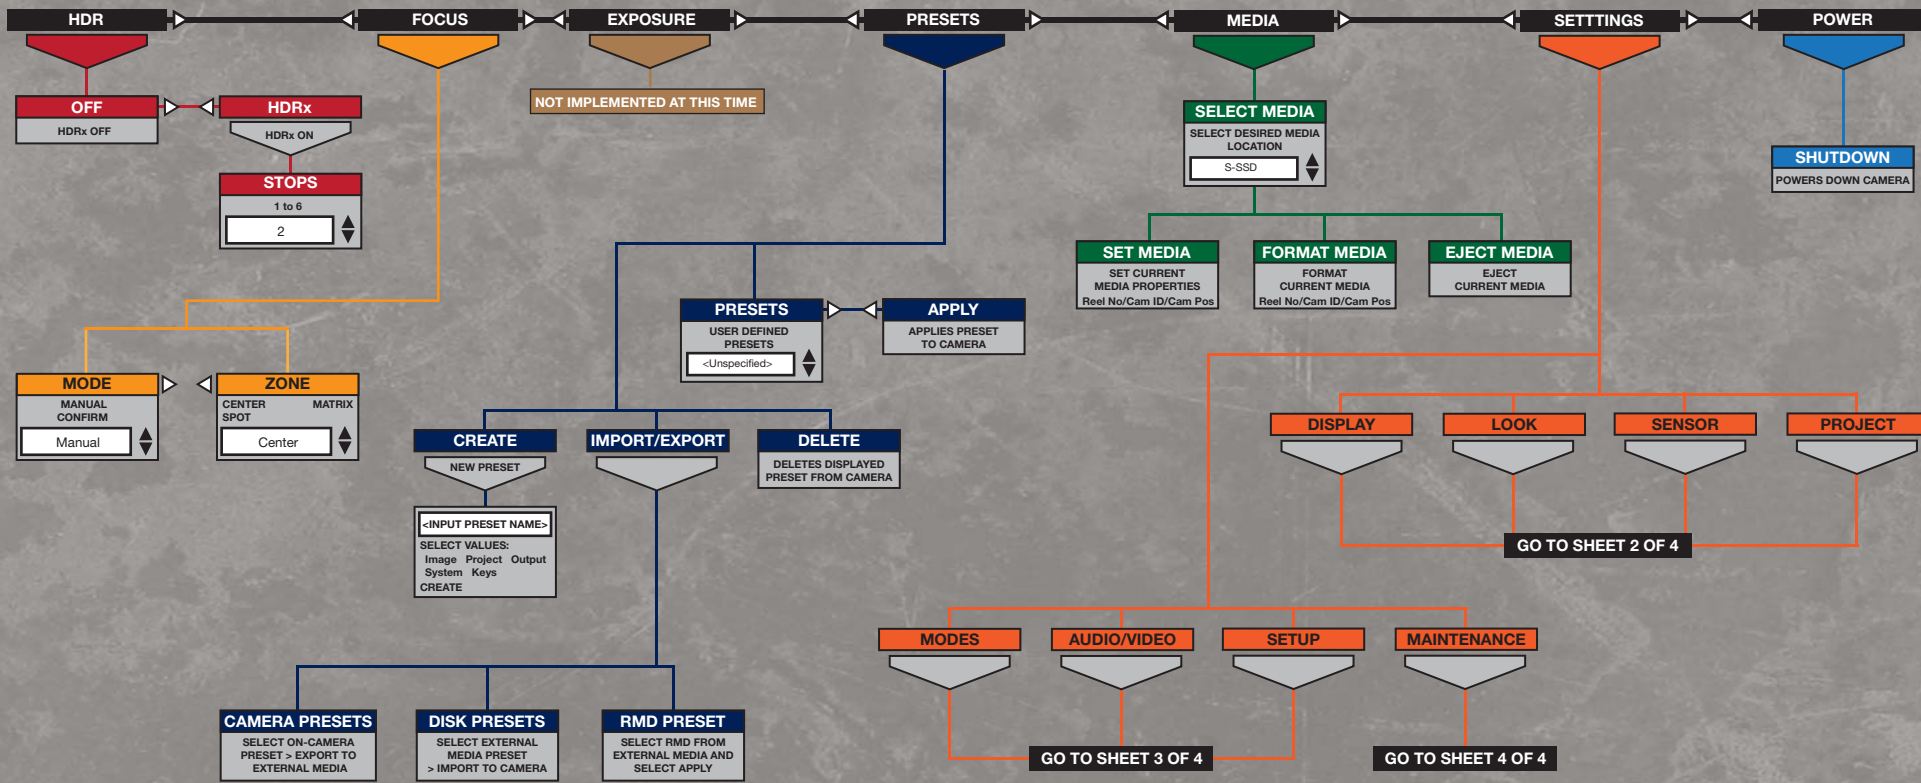 HDR
FOCUS
EXPOSURE
PRESETS
MEDIA
SETTTINGS
POWER
OFF
HDRx OFF
HDRx
HDRx ON
STOPS
1 to 6
2
NOT IMPLEMENTED AT THIS TIME
SELECT MEDIA
SELECT DESIRED MEDIA
LOCATION
S-SSD
SHUTDOWN
POWERS DOWN CAMERA
SET MEDIA
SET CURRENT
MEDIA PROPERTIES
Reel No/Cam ID/Cam Pos
FORMAT MEDIA
FORMAT
CURRENT MEDIA
Reel No/Cam ID/Cam Pos
EJECT MEDIA
EJECT
CURRENT MEDIA
PRESETS
USER DEFINED
PRESETS
<Unspecified>
APPLY
APPLIES PRESET
TO CAMERA
MODE
MANUAL
CONFIRM
Manual
ZONE
CENTER MATRIX
SPOT
Center
CREATE
NEW PRESET
<INPUT PRESET NAME>
SELECT VALUES:
Image Project Output
System Keys
CREATE
IMPORT/EXPORT
DELETE
DELETES DISPLAYED
PRESET FROM CAMERA
DISPLAY
LOOK
SENSOR
PROJECT
GO TO SHEET 2 OF 4
MODES
AUDIO/VIDEO
SETUP
MAINTENANCE
GO TO SHEET 3 OF 4
GO TO SHEET 4 OF 4
CAMERA PRESETS
SELECT ON-CAMERA
PRESET > EXPORT TO
EXTERNAL MEDIA
DISK PRESETS
SELECT EXTERNAL
MEDIA PRESET
> IMPORT TO CAMERA
RMD PRESET
SELECT RMD FROM
EXTERNAL MEDIA AND
SELECT APPLY